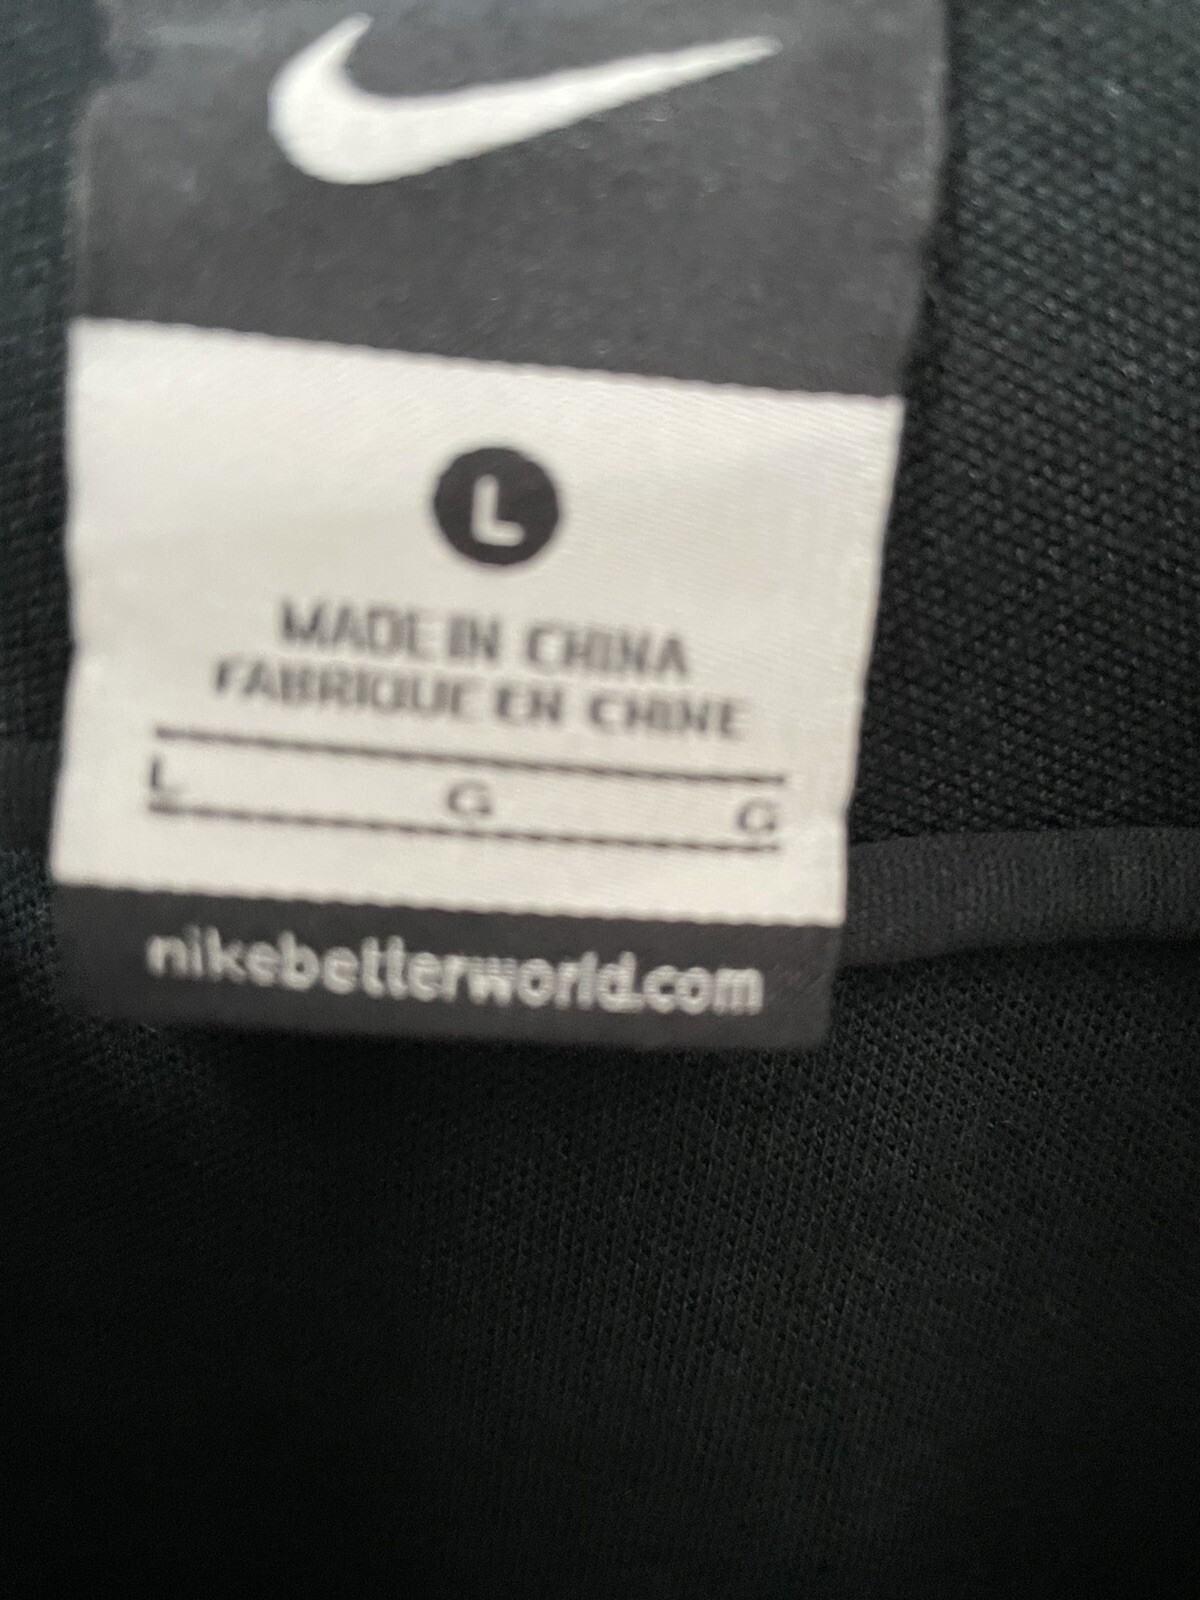 L
MADE IN CHINA
FABRIQUE EN CHINE
L G G
nikebetterworld.com